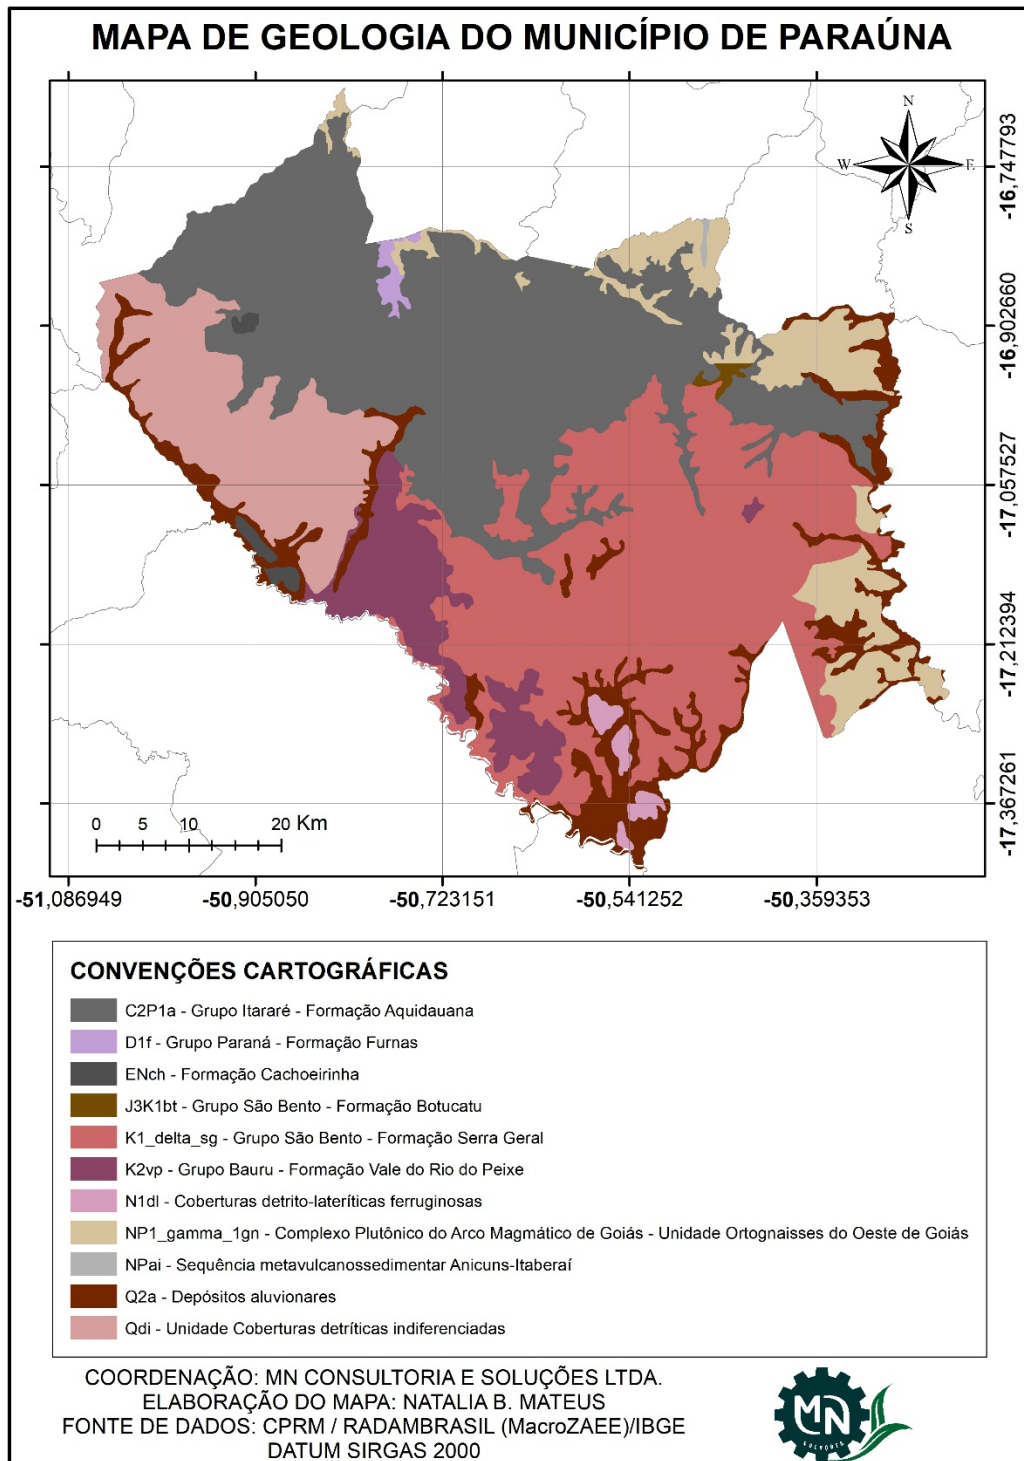 MAPA DE GEOLOGIA DO MUNICÍPIO DE PARAÚNA
N
W
E
S
-16,747793
-16,902660
-17,057527
-17,212394
-17,367261
0 5 10 20 Km
-51,086949 -50,905050 -50,723151 -50,541252 -50,359353
CONVENÇÕES CARTOGRÁFICAS
C2P1a - Grupo Itararé - Formação Aquidauana
D1f - Grupo Paraná - Formação Furnas
ENch - Formação Cachoeirinha
J3K1bt - Grupo São Bento - Formação Botucatu
K1_delta_sg - Grupo São Bento - Formação Serra Geral
K2vp - Grupo Bauru - Formação Vale do Rio do Peixe
N1dl - Coberturas detrito-lateríticas ferruginosas
NP1_gamma_1gn - Complexo Plutônico do Arco Magmático de Goiás - Unidade Ortognaisses do Oeste de Goiás
NPai - Sequência metavulcanossedimentar Anicuns-Itaberaí
Q2a - Depósitos aluvionares
Qdi - Unidade Coberturas detríticas indiferenciadas
COORDENAÇÃO: MN CONSULTORIA E SOLUÇÕES LTDA.
ELABORAÇÃO DO MAPA: NATALIA B. MATEUS
FONTE DE DADOS: CPRM / RADAMBRASIL (MacroZAEE)/IBGE
DATUM SIRGAS 2000
MN